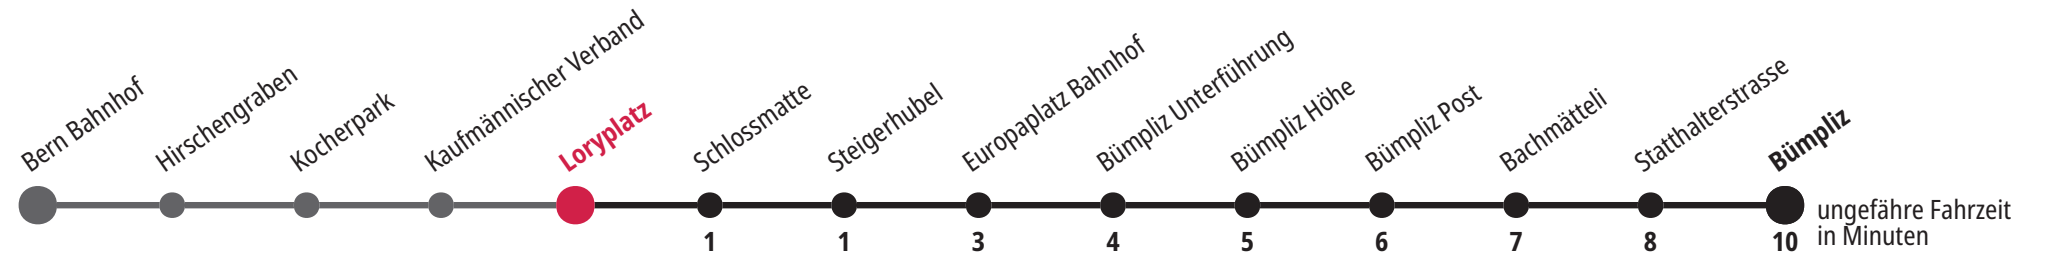 Bern Bahnhof
Hirschengraben
Kocherpark
Kaufmännischer Verband
Loryplatz
Schlossmatte
Steigerhubel
Europaplatz Bahnhof
Bümpliz Unterführung
Bümpliz Höhe
Bümpliz Post
Bachmätteli
Statthalterstrasse
Bümpliz
1 1 3 4 5 6 7 8 10
ungefähre Fahrzeit
in Minuten